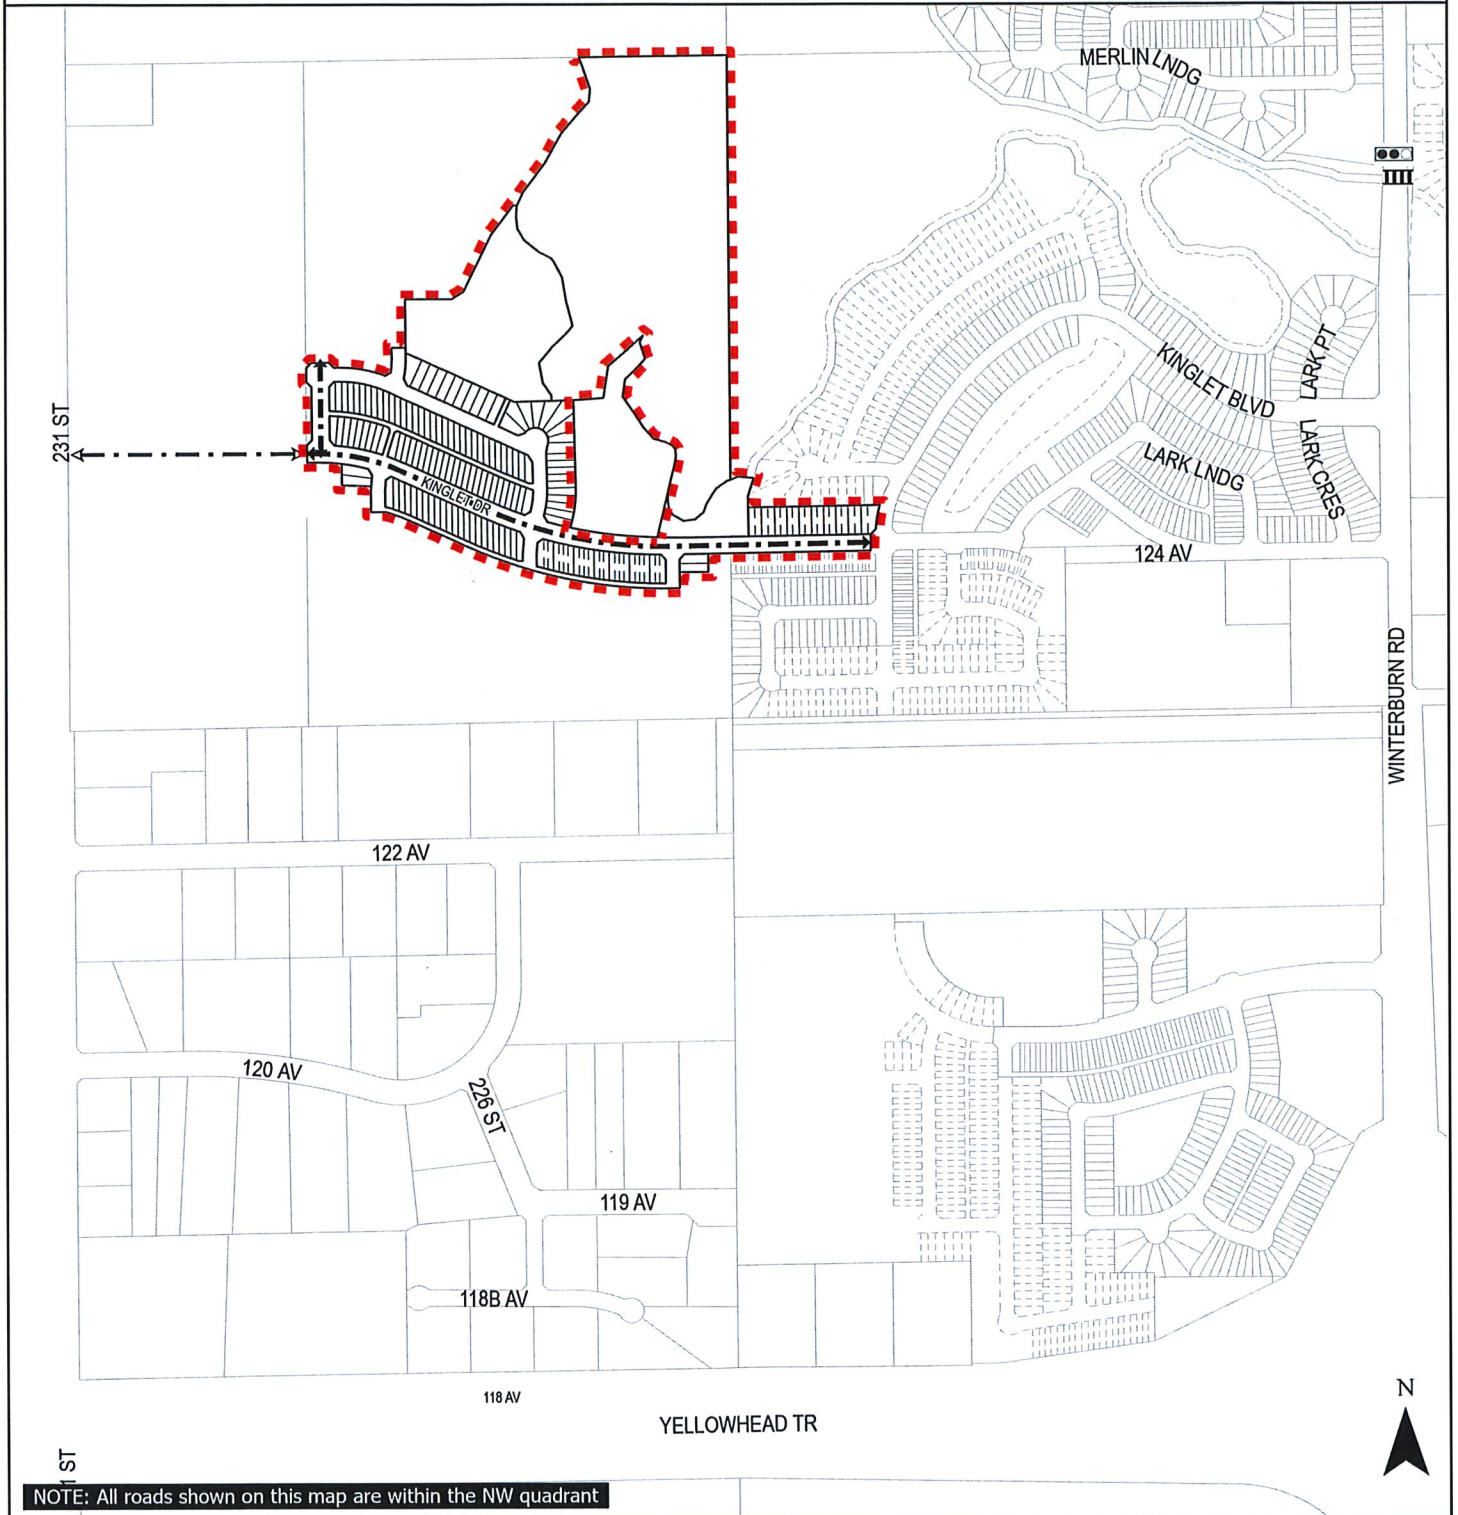 MERLIN LNDG
LARK PT
KINGLET BLVD
231 ST
LARK LNDG
LARK CRES
KINGLET DR
124 AV
WINTERBURN RD
122 AV
120 AV
226 ST
119 AV
118B AV
118 AV
N
YELLOWHEAD TR
1 ST
NOTE: All roads shown on this map are within the NW quadrant